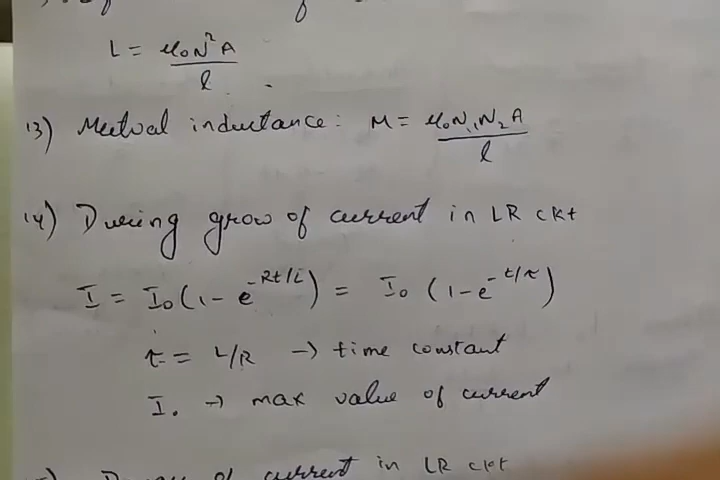 L = μ₀N²A / l
13) Mutual inductance: M = μ₀N₁N₂A / l
14) During grow of current in LR ckt
I = I₀(1 - e^(-Rt/L)) = I₀ (1 - e^(-t/τ))
τ = L/R → time constant
I₀ → max value of current
of current in LR ckt